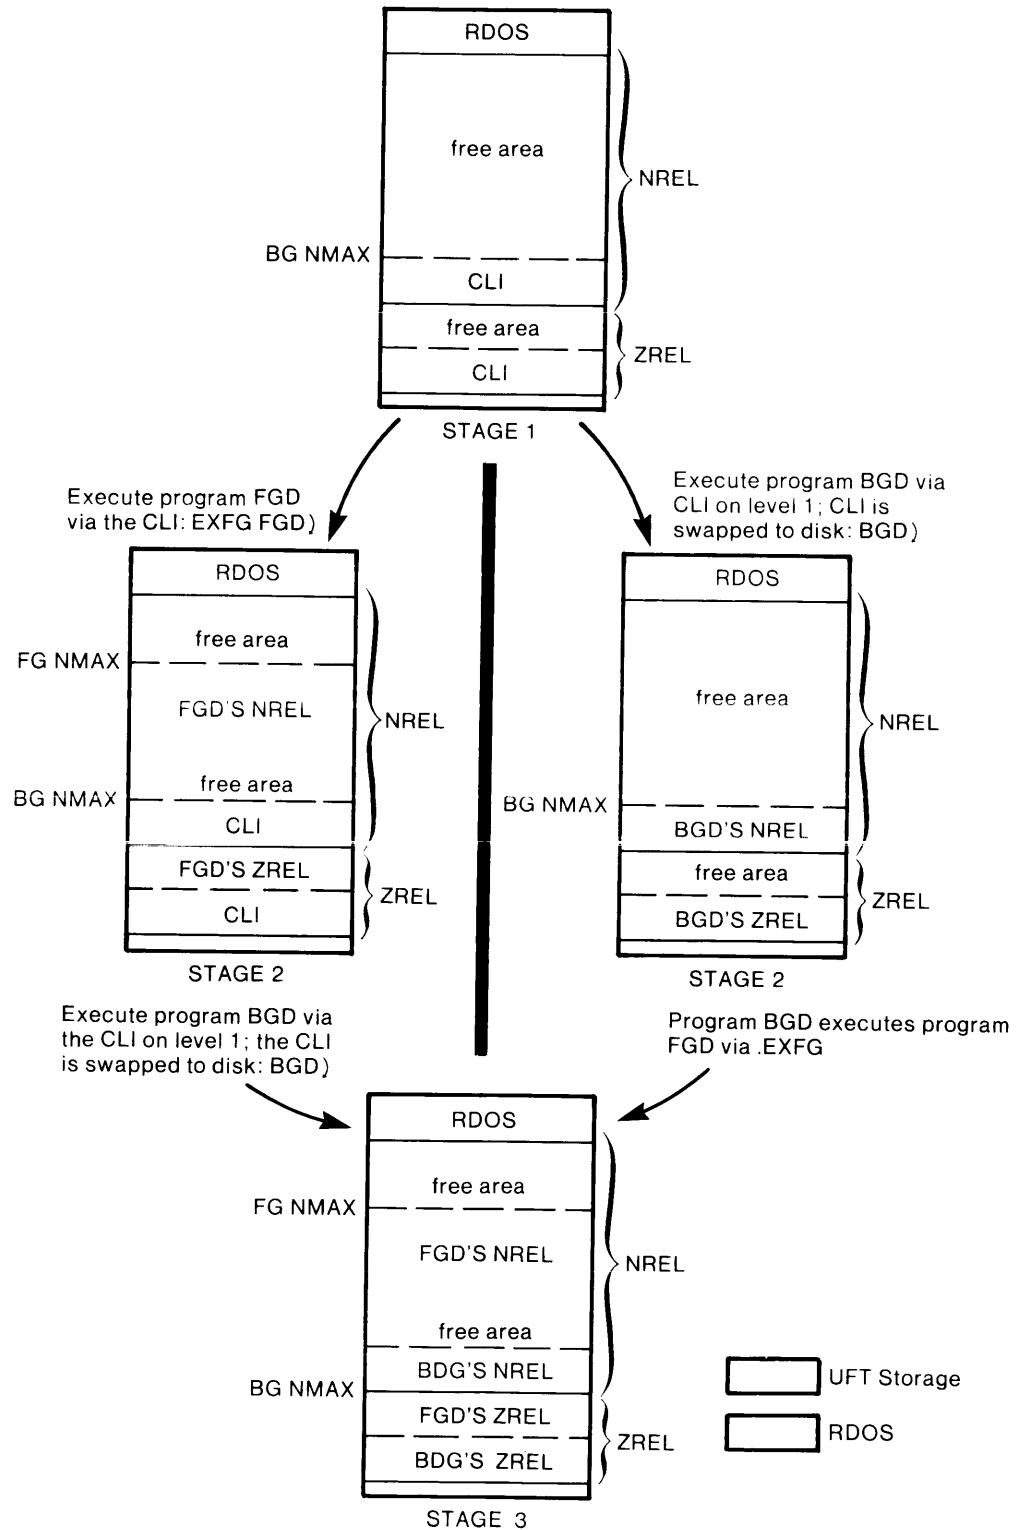 RDOS
free area
NREL
BG NMAX
CLI
free area
ZREL
CLI
STAGE 1
Execute program FGD
via the CLI: EXFG FGD)
Execute program BGD via
CLI on level 1; CLI is
swapped to disk: BGD)
RDOS
free area
FG NMAX
FGD'S NREL
NREL
free area
BG NMAX
CLI
FGD'S ZREL
ZREL
CLI
STAGE 2
RDOS
free area
NREL
BG NMAX
BGD'S NREL
free area
ZREL
BGD'S ZREL
STAGE 2
Execute program BGD via
the CLI on level 1; the CLI
is swapped to disk: BGD)
Program BGD executes program
FGD via .EXFG
RDOS
free area
FG NMAX
FGD'S NREL
NREL
free area
BDG'S NREL
BG NMAX
FGD'S ZREL
ZREL
BDG'S ZREL
STAGE 3
UFT Storage
RDOS